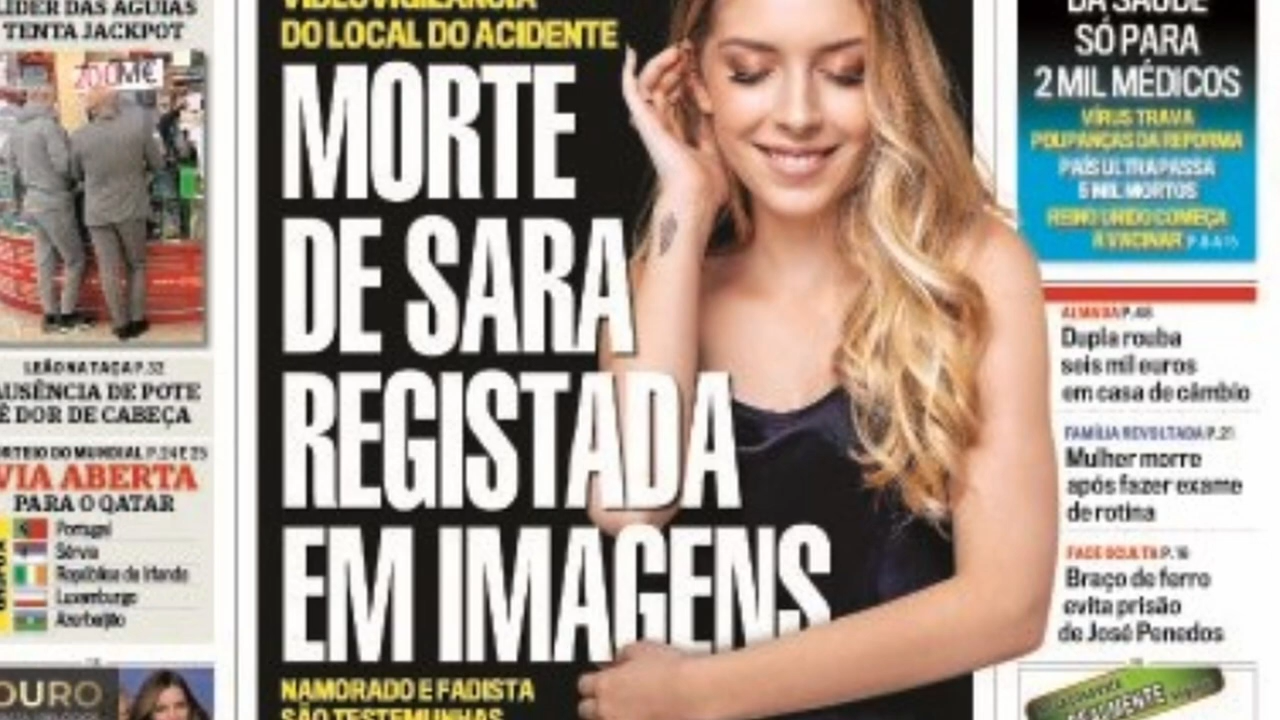 LÍDER DAS ÁGUIAS
TENTA JACKPOT
200M€
LEÃO NA TAÇA P.32
AUSÊNCIA DE POTE
É DOR DE CABEÇA
SORTEIO DO MUNDIAL P.24 E 25
VIA ABERTA
PARA O QATAR
Portugal
Sérvia
República da Irlanda
Luxemburgo
Azerbaijão
OURO
VIDEOVIGILÂNCIA
DO LOCAL DO ACIDENTE
MORTE
DE SARA
REGISTADA
EM IMAGENS
NAMORADO E FADISTA
SÃO TESTEMUNHAS
DA SAÚDE
SÓ PARA
2 MIL MÉDICOS
VÍRUS TRAVA
POUPANÇAS DA REFORMA
PAÍS ULTRAPASSA
5 MIL MORTOS
REINO UNIDO COMEÇA
A VACINAR
ALMADA P.48
Dupla rouba
seis mil euros
em casa de câmbio
FAMÍLIA REVOLTADA P.21
Mulher morre
após fazer exame
de rotina
FACE OCULTA P.16
Braço de ferro
evita prisão
de José Penedos